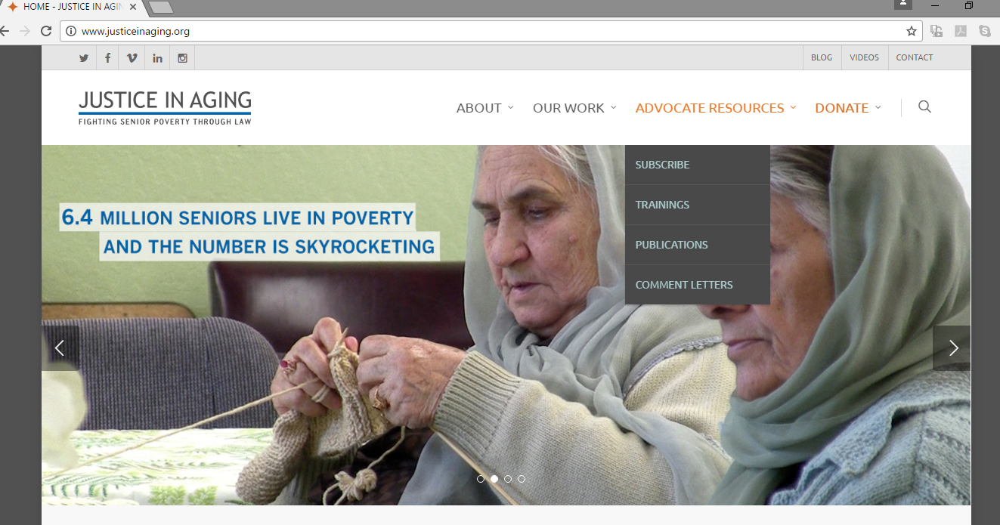 HOME - JUSTICE IN AGIN
www.justiceinaging.org
BLOG VIDEOS CONTACT
JUSTICE IN AGING
FIGHTING SENIOR POVERTY THROUGH LAW
ABOUT OUR WORK ADVOCATE RESOURCES DONATE
SUBSCRIBE
TRAININGS
PUBLICATIONS
COMMENT LETTERS
6.4 MILLION SENIORS LIVE IN POVERTY
AND THE NUMBER IS SKYROCKETING